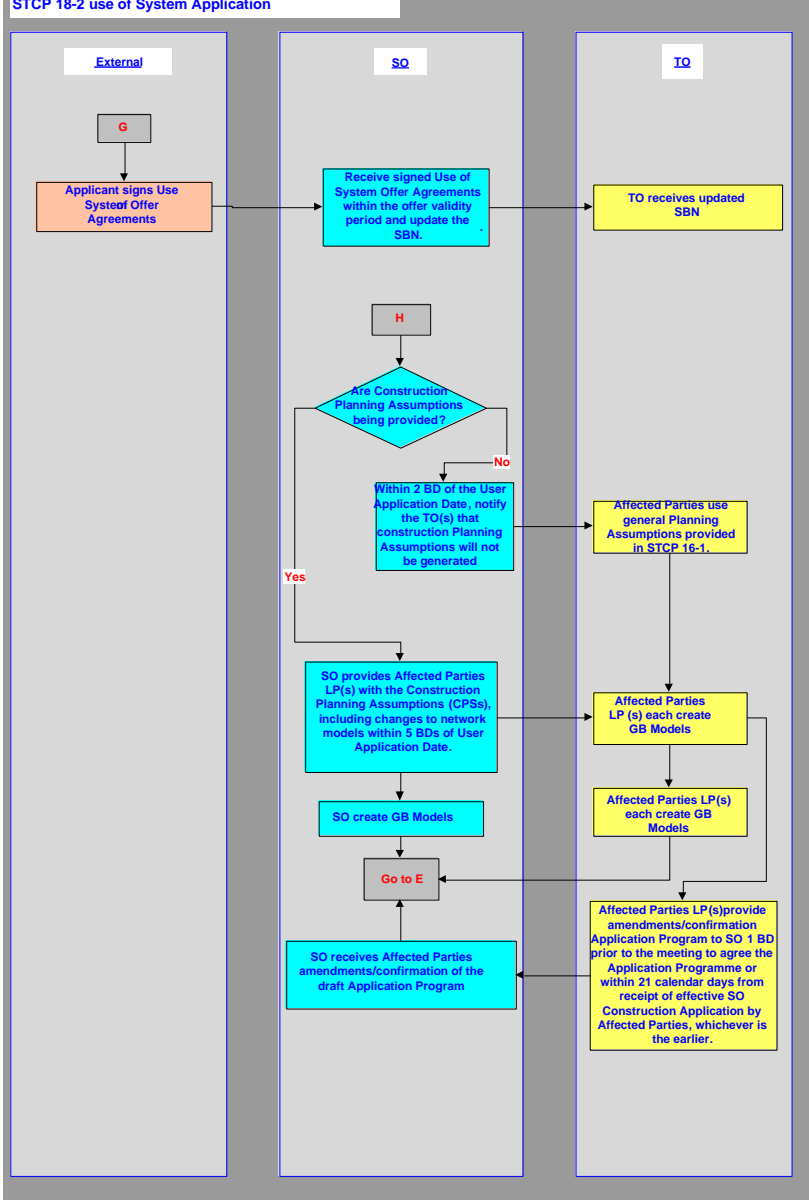 STCP 18-2 use of System Application
External
SO
TO
G
Applicant signs Use
of
System Offer
Agreements
Receive signed Use of
System Offer Agreements
within the offer validity
period and update the
SBN.
.
TO receives updated
SBN
H
Are Construction
Planning Assumptions
being provided?
No
Within 2 BD of the User
Application Date, notify
the TO(s) that
construction Planning
Assumptions will not
be generated
Affected Parties use
general Planning
Assumptions provided
in STCP 16-1.
Yes
SO provides Affected Parties
LP(s) with the Construction
Planning Assumptions (CPSs),
including changes to network
models within 5 BDs of User
Application Date.
Affected Parties
LP (s) each create
GB Models
SO create GB Models
Affected Parties LP(s)
each create GB
Models
Go to E
SO receives Affected Parties
amendments/confirmation of the
draft Application Program
Affected Parties LP(s)provide
amendments/confirmation
Application Program to SO 1 BD
prior to the meeting to agree the
Application Programme or
within 21 calendar days from
receipt of effective SO
Construction Application by
Affected Parties, whichever is
the earlier.